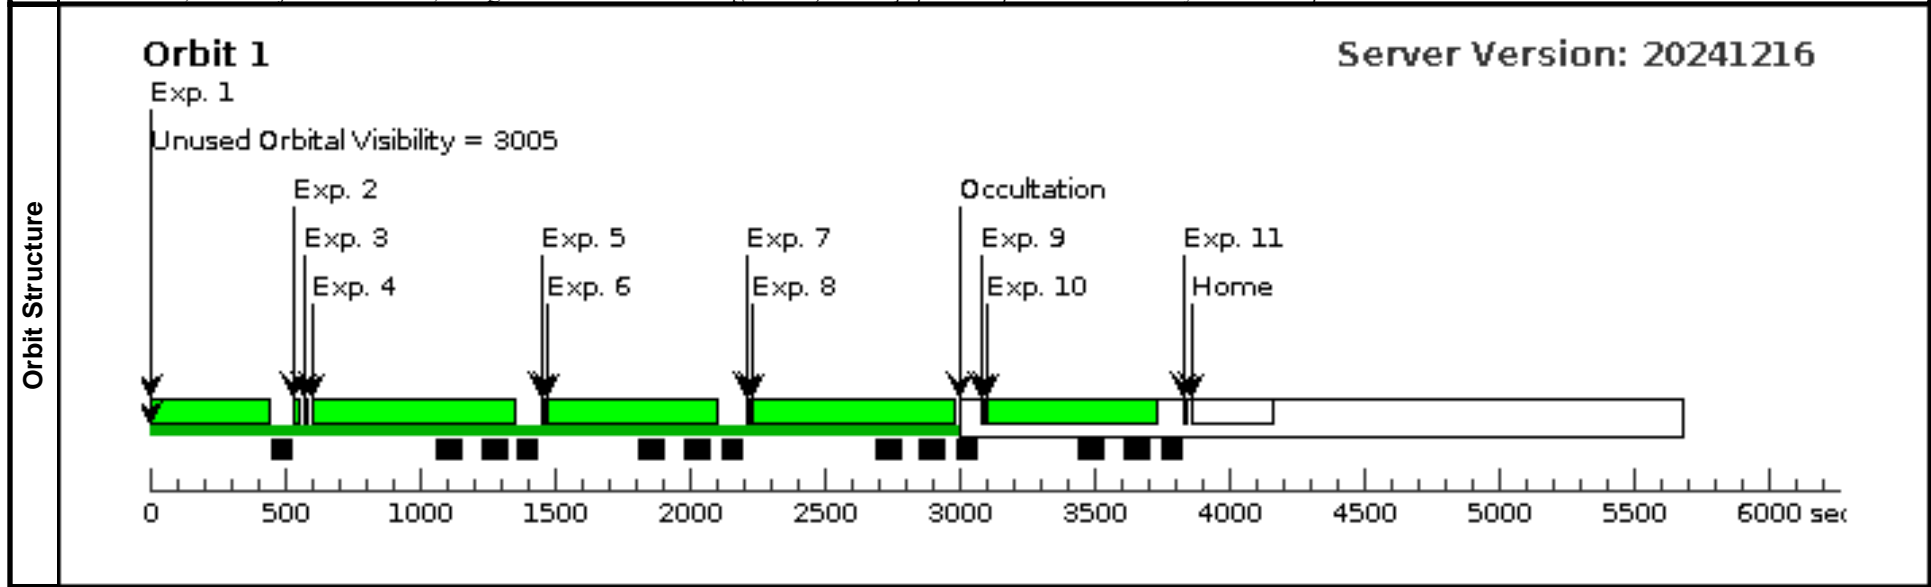 Orbit Structure
Orbit 1
Server Version: 20241216
Exp. 1
Unused Orbital Visibility = 3005
Exp. 2
Occultation
Exp. 3
Exp. 5
Exp. 7
Exp. 9
Exp. 11
Exp. 4
Exp. 6
Exp. 8
Exp. 10
Home
0 500 1000 1500 2000 2500 3000 3500 4000 4500 5000 5500 6000 sec